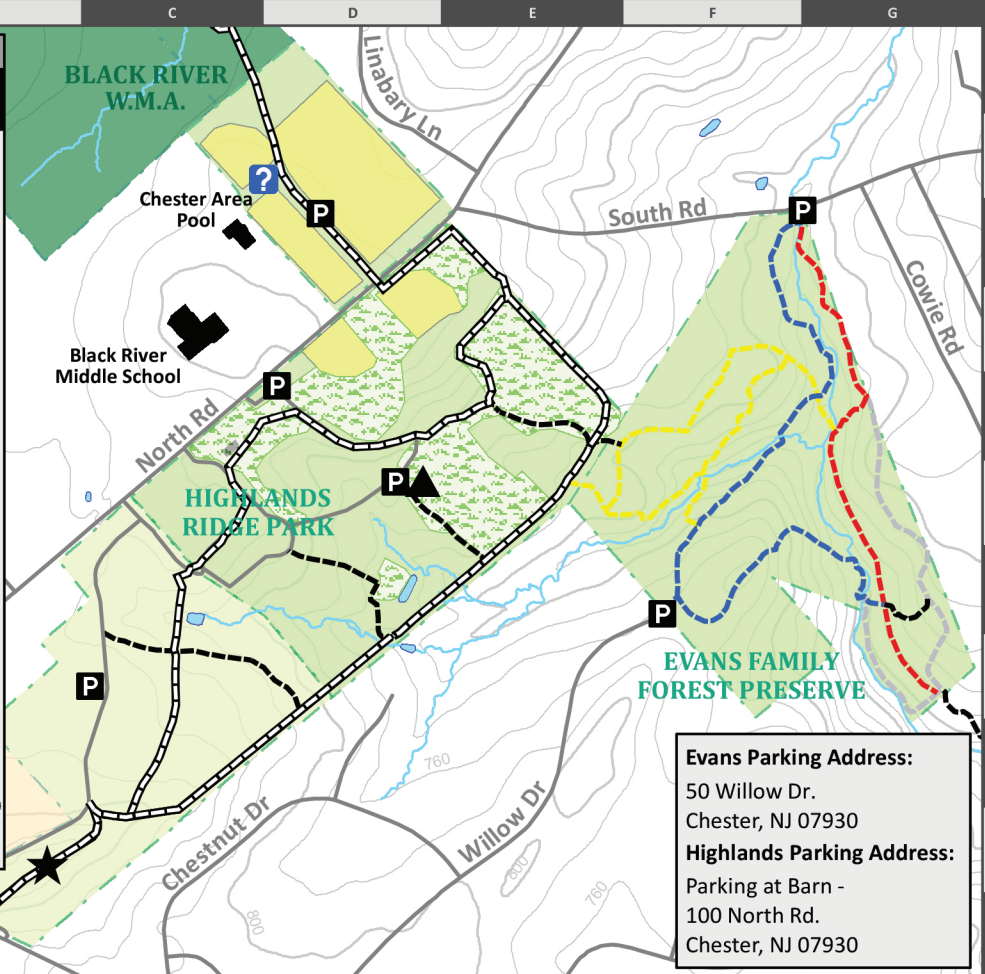 C
D
E
F
G
BLACK RIVER
W.M.A.
Linabary Ln
?
Chester Area
Pool
P
South Rd
P
Cowie Rd
Black River
Middle School
P
North Rd
P
HIGHLANDS
RIDGE PARK
P
EVANS FAMILY
FOREST PRESERVE
P
760
Chestnut Dr
Willow Dr
800
760
800
Evans Parking Address:
50 Willow Dr.
Chester, NJ 07930
Highlands Parking Address:
Parking at Barn -
100 North Rd.
Chester, NJ 07930